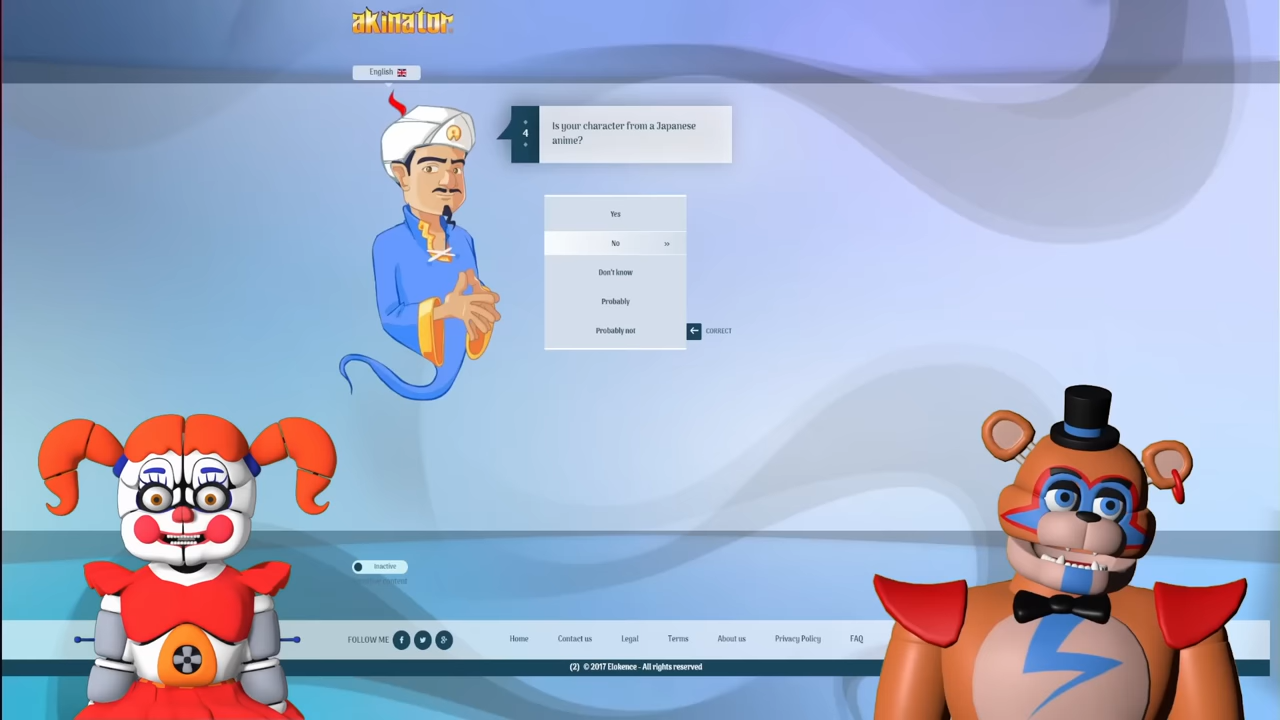 akinator
English
4
Is your character from a Japanese
anime?
Yes
No »
Don't know
Probably
Probably not
CORRECT
Inactive
FOLLOW ME
Home Contact us Legal Terms About us Privacy Policy FAQ
(2) © 2017 Elokence - All rights reserved